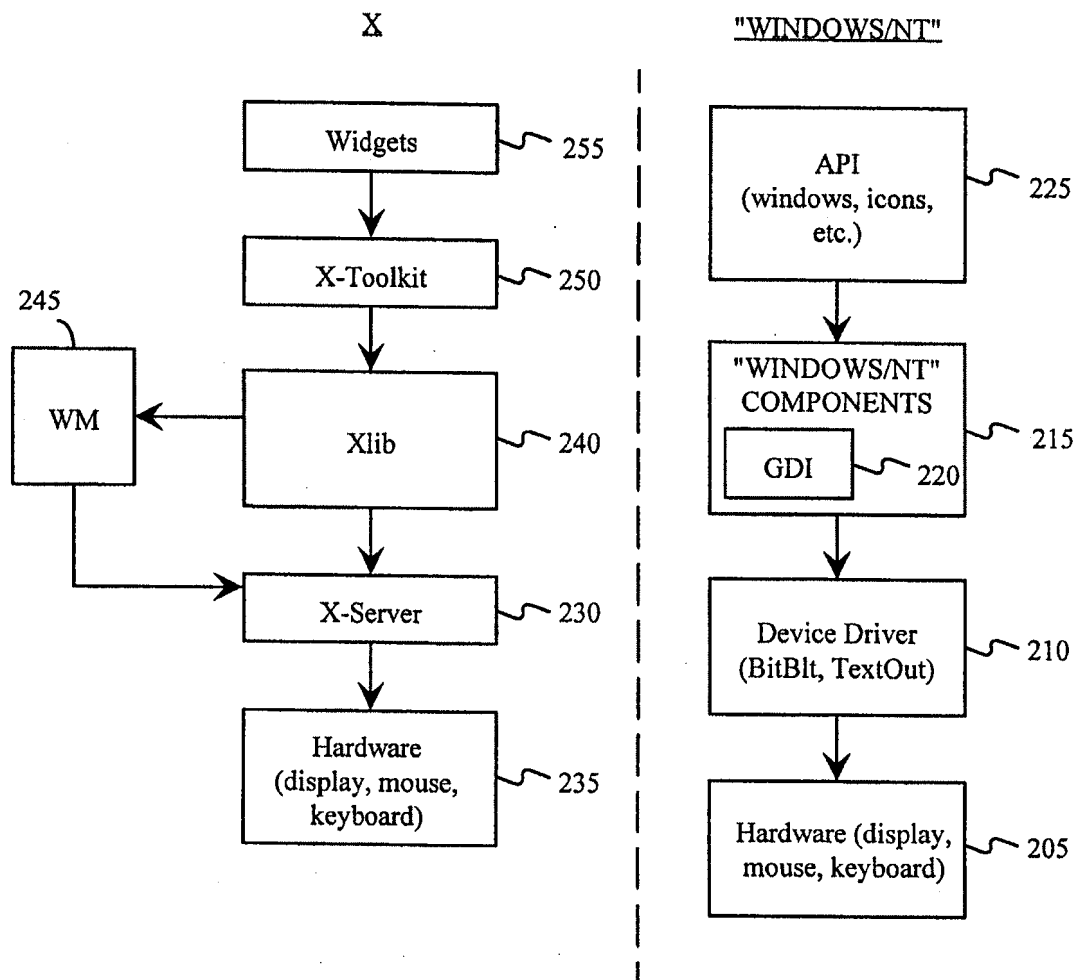 X
Widgets
255
X-Toolkit
250
245
WM
Xlib
240
X-Server
230
Hardware
(display, mouse,
keyboard)
235
"WINDOWS/NT"
API
(windows, icons,
etc.)
225
"WINDOWS/NT"
COMPONENTS
215
GDI
220
Device Driver
(BitBlt, TextOut)
210
Hardware (display,
mouse, keyboard)
205